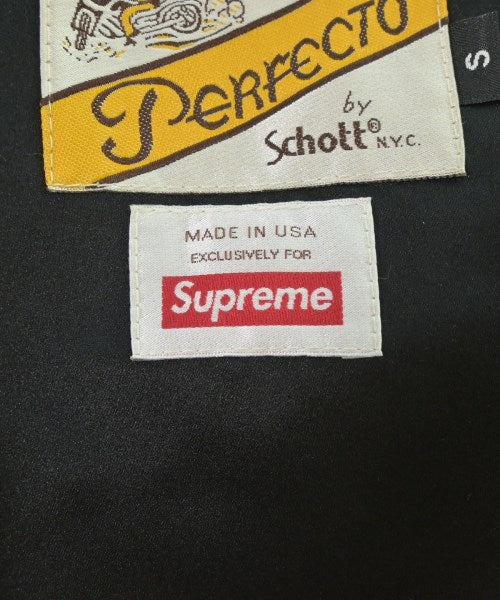 PERFECTO
by
Schott® N.Y.C.
S
MADE IN USA
EXCLUSIVELY FOR
Supreme